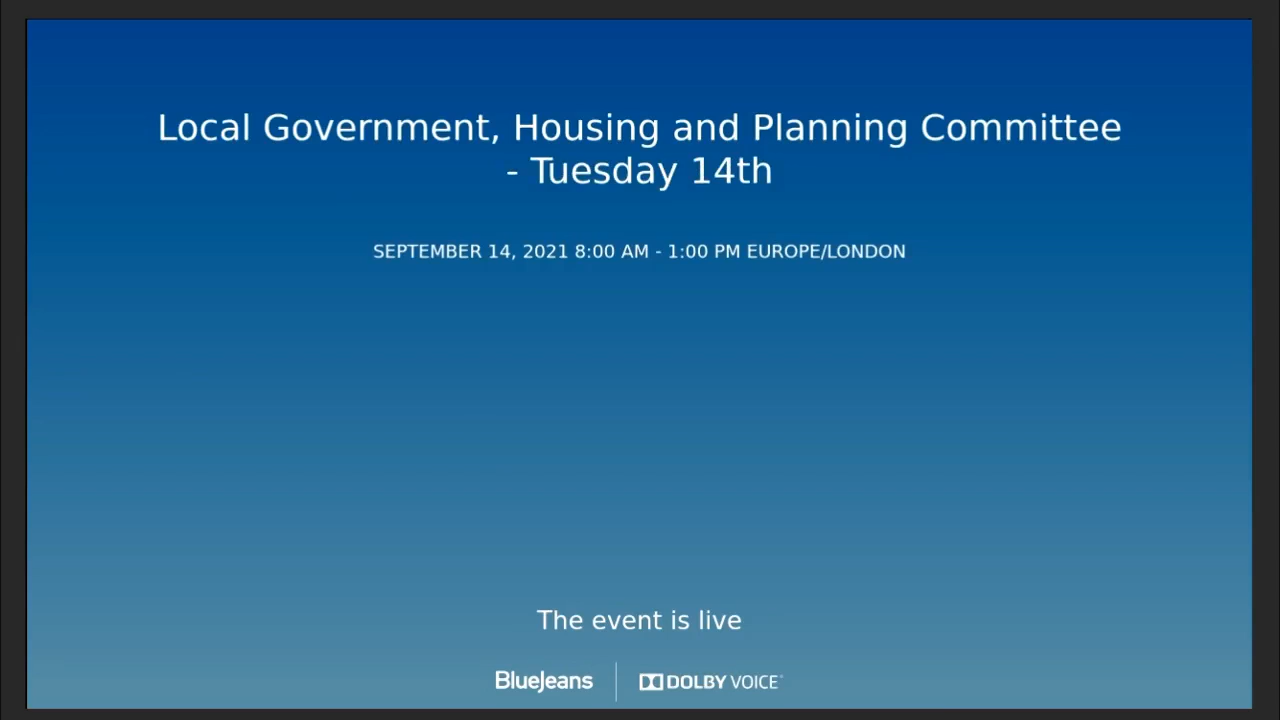 Local Government, Housing and Planning Committee
- Tuesday 14th
SEPTEMBER 14, 2021 8:00 AM - 1:00 PM EUROPE/LONDON
The event is live
BlueJeans
DOLBY VOICE